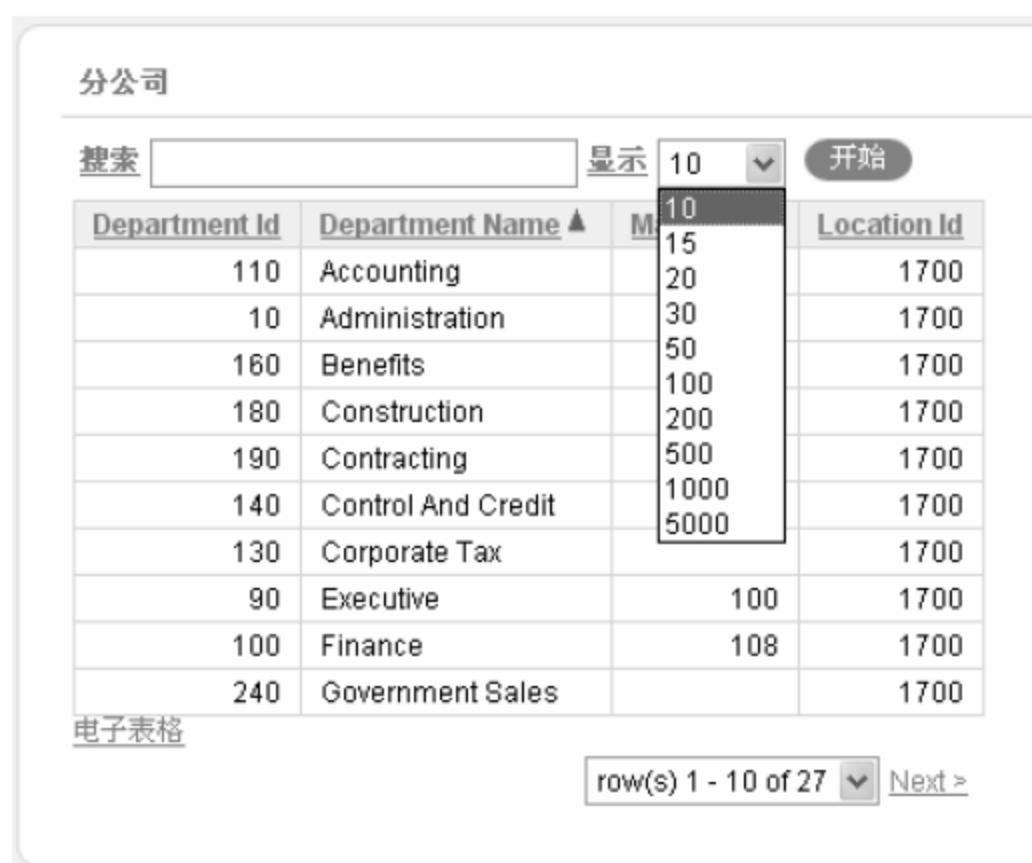 分公司
搜索 显示 10 开始
Department Id Department Name Location Id
10
15
20
30
50
100
200
500
1000
5000
110 Accounting 1700
10 Administration 1700
160 Benefits 1700
180 Construction 1700
190 Contracting 1700
140 Control And Credit 1700
130 Corporate Tax 1700
90 Executive 100 1700
100 Finance 108 1700
240 Government Sales 1700
电子表格
row(s) 1 - 10 of 27 Next >